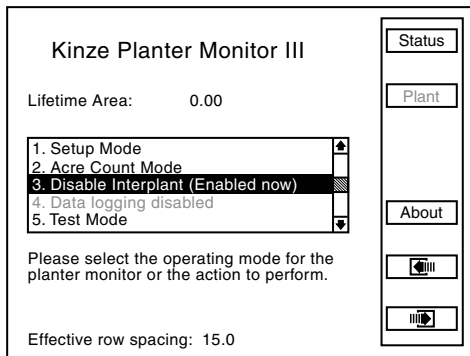 Kinze Planter Monitor III
Lifetime Area: 0.00
1. Setup Mode
2. Acre Count Mode
3. Disable Interplant (Enabled now)
4. Data logging disabled
5. Test Mode
Please select the operating mode for the
planter monitor or the action to perform.
Effective row spacing: 15.0
Status
Plant
About